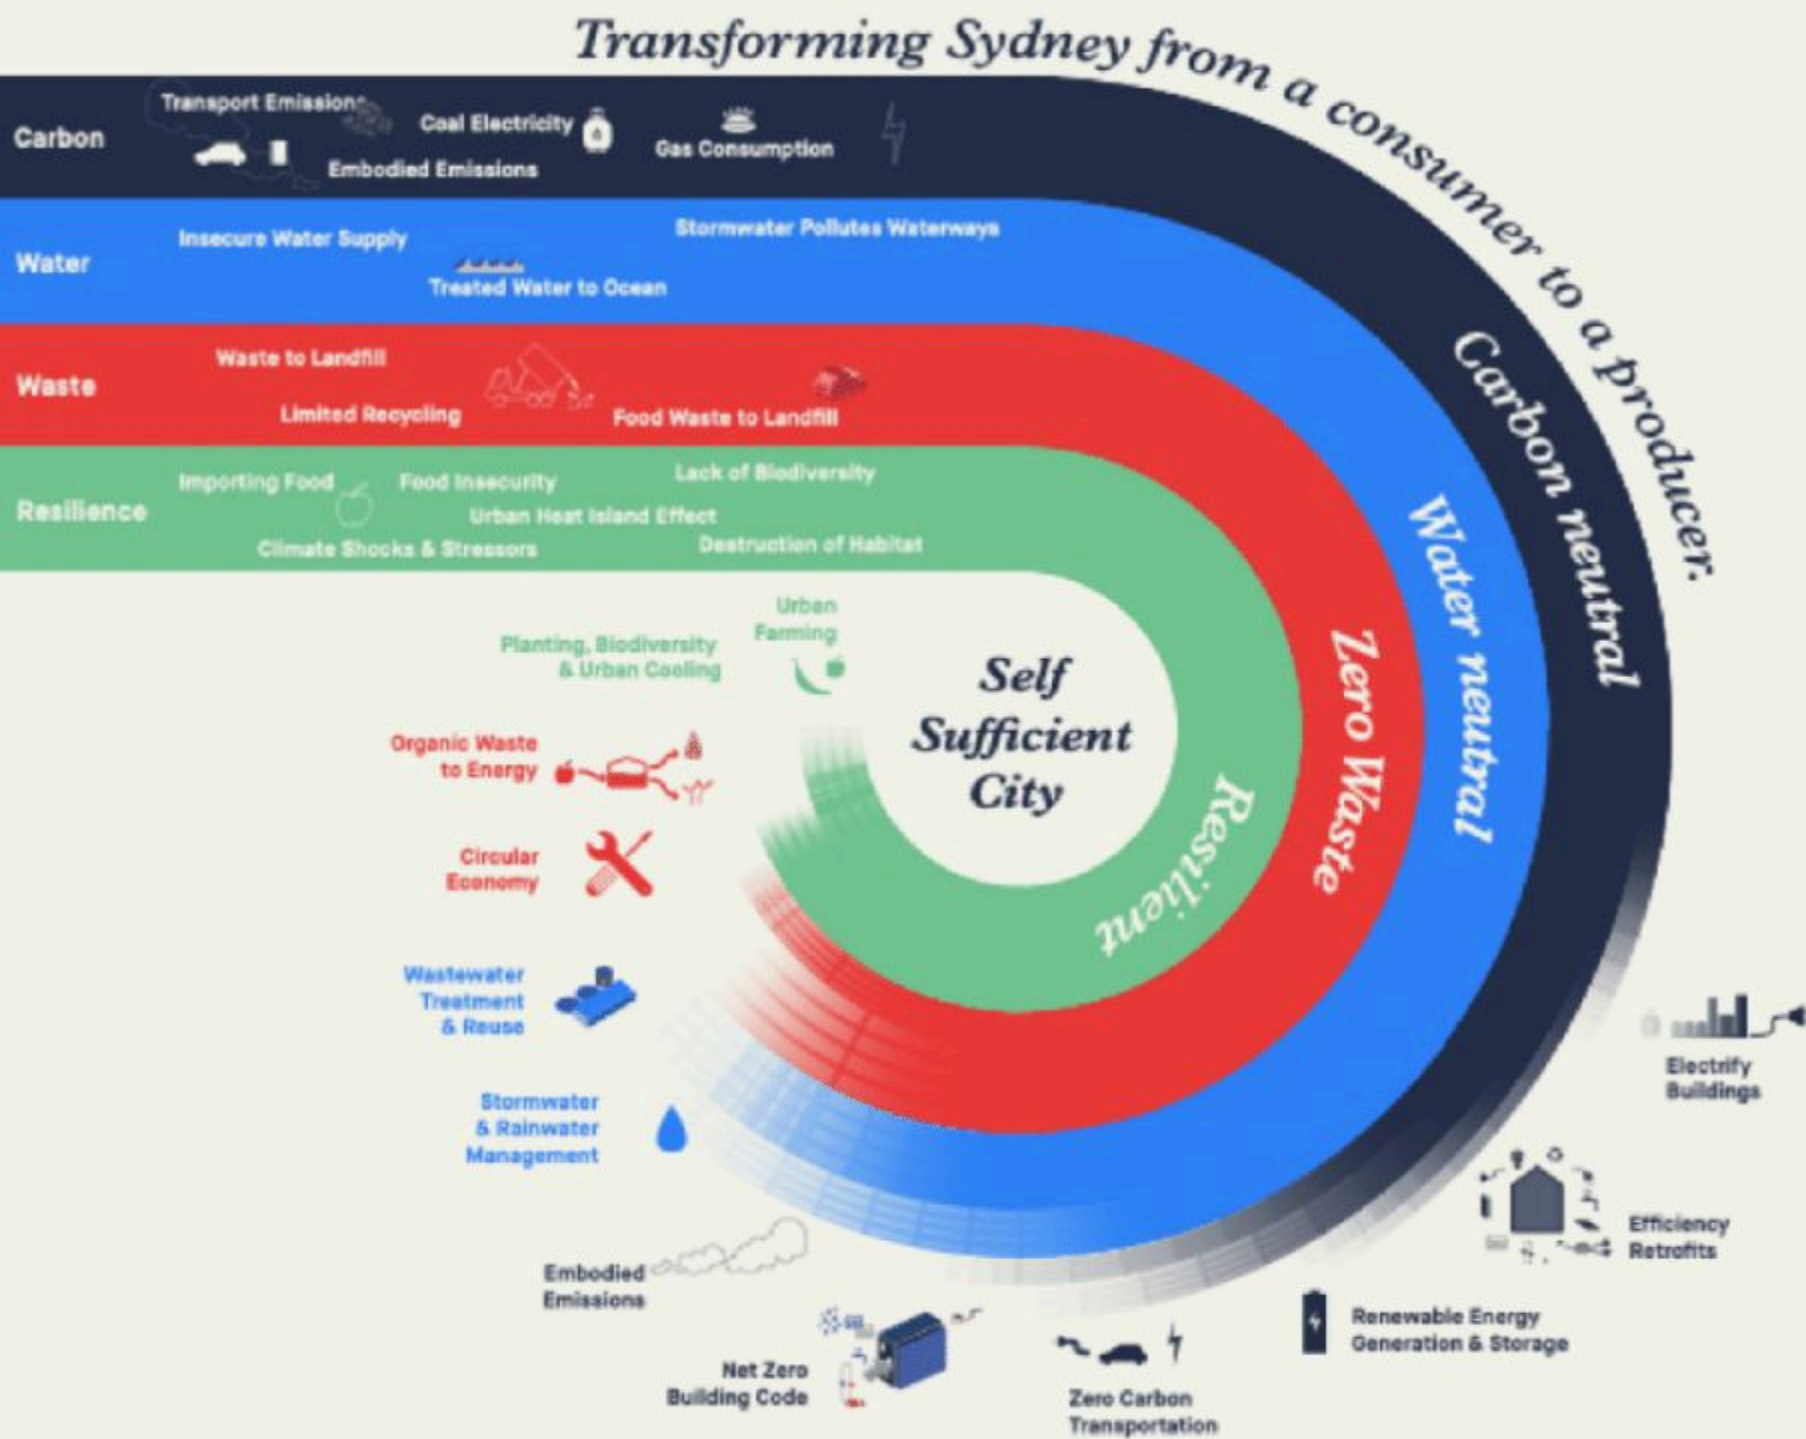 Transforming Sydney from a consumer to a producer.
Carbon
Transport Emissions
Coal Electricity
Embodied Emissions
Gas Consumption
Water
Insecure Water Supply
Treated Water to Ocean
Stormwater Pollutes Waterways
Waste
Waste to Landfill
Limited Recycling
Food Waste to Landfill
Resilience
Importing Food
Food Insecurity
Lack of Biodiversity
Urban Heat Island Effect
Climate Shocks & Stressors
Destruction of Habitat
Carbon neutral
Water neutral
Zero Waste
Resilient
Self
Sufficient
City
Urban
Farming
Planting, Biodiversity
& Urban Cooling
Organic Waste
to Energy
Circular
Economy
Wastewater
Treatment
& Reuse
Stormwater
& Rainwater
Management
Embodied
Emissions
Net Zero
Building Code
Zero Carbon
Transportation
Renewable Energy
Generation & Storage
Efficiency
Retrofits
Electrify
Buildings